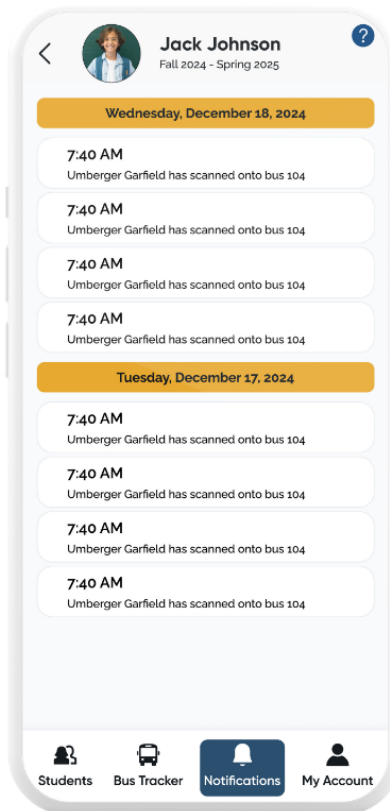 Jack Johnson
?
Fall 2024 - Spring 2025
Wednesday, December 18, 2024
7:40 AM
Umberger Garfield has scanned onto bus 104
7:40 AM
Umberger Garfield has scanned onto bus 104
7:40 AM
Umberger Garfield has scanned onto bus 104
7:40 AM
Umberger Garfield has scanned onto bus 104
Tuesday, December 17, 2024
7:40 AM
Umberger Garfield has scanned onto bus 104
7:40 AM
Umberger Garfield has scanned onto bus 104
7:40 AM
Umberger Garfield has scanned onto bus 104
7:40 AM
Umberger Garfield has scanned onto bus 104
Students Bus Tracker Notifications My Account